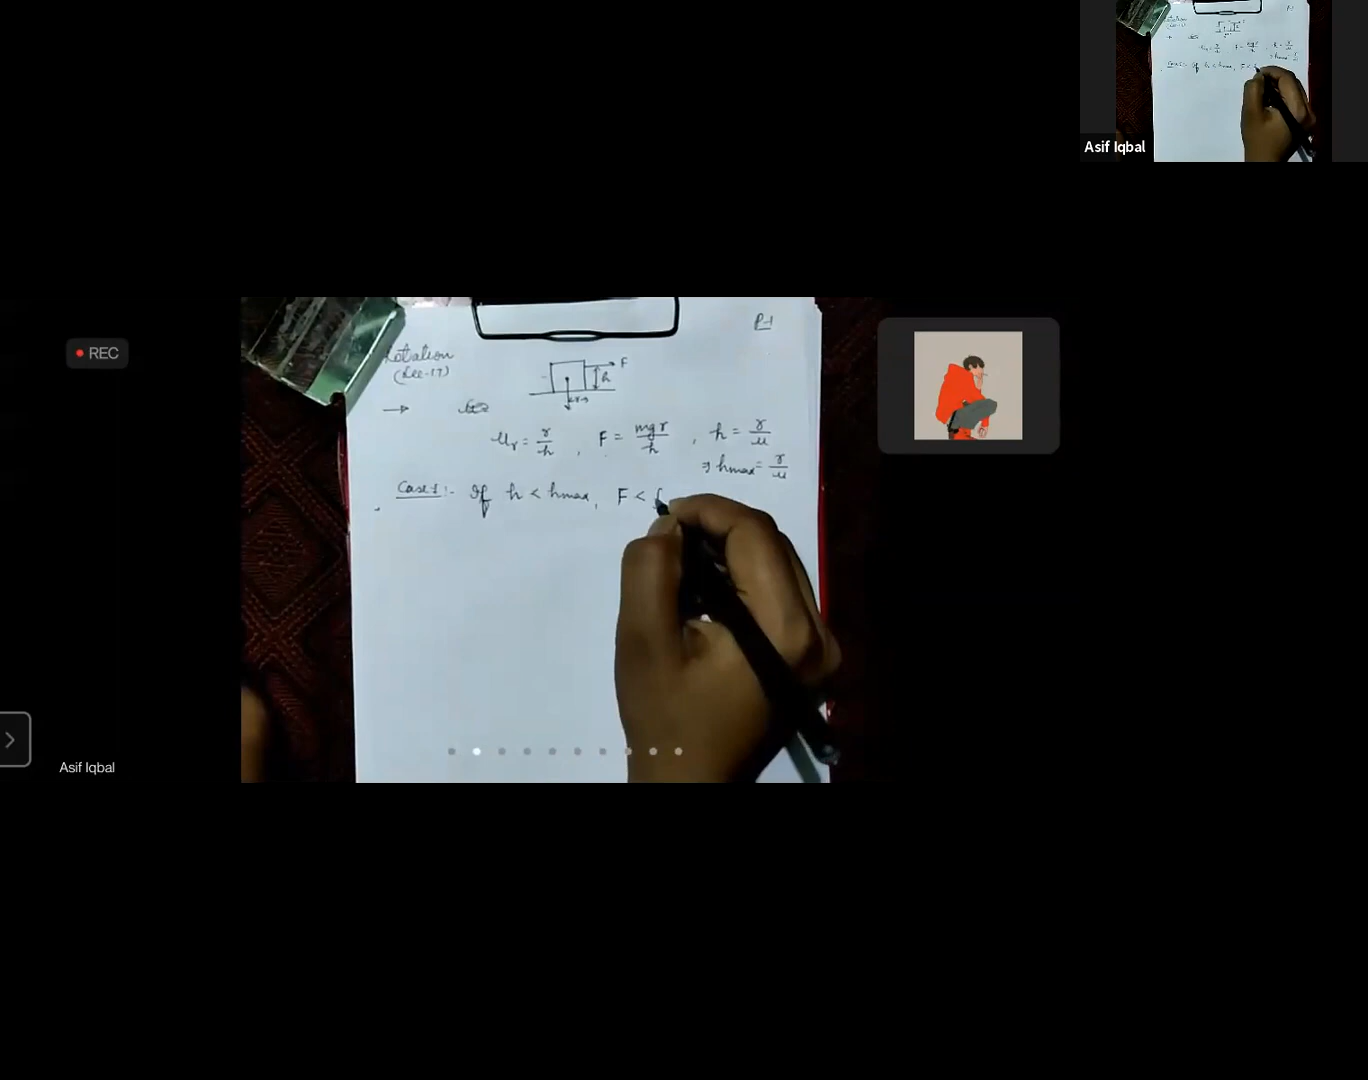 Asif Iqbal
REC
Rotation
(Lec-17)
P-1
F
h
r
μr = r/h , F = mgr/h , h = r/μ
⇒ hmax = r/μ
Case 1:- If h < hmax, F < f
Asif Iqbal